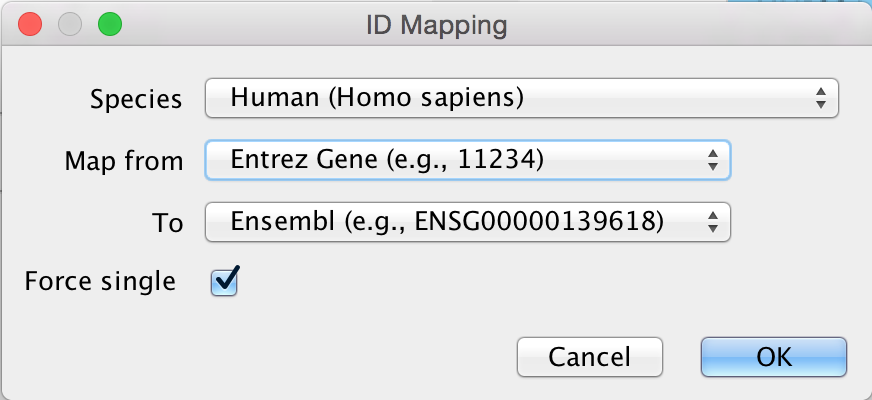 ID Mapping
Species Human (Homo sapiens)
Map from Entrez Gene (e.g., 11234)
To Ensembl (e.g., ENSG00000139618)
Force single
Cancel OK